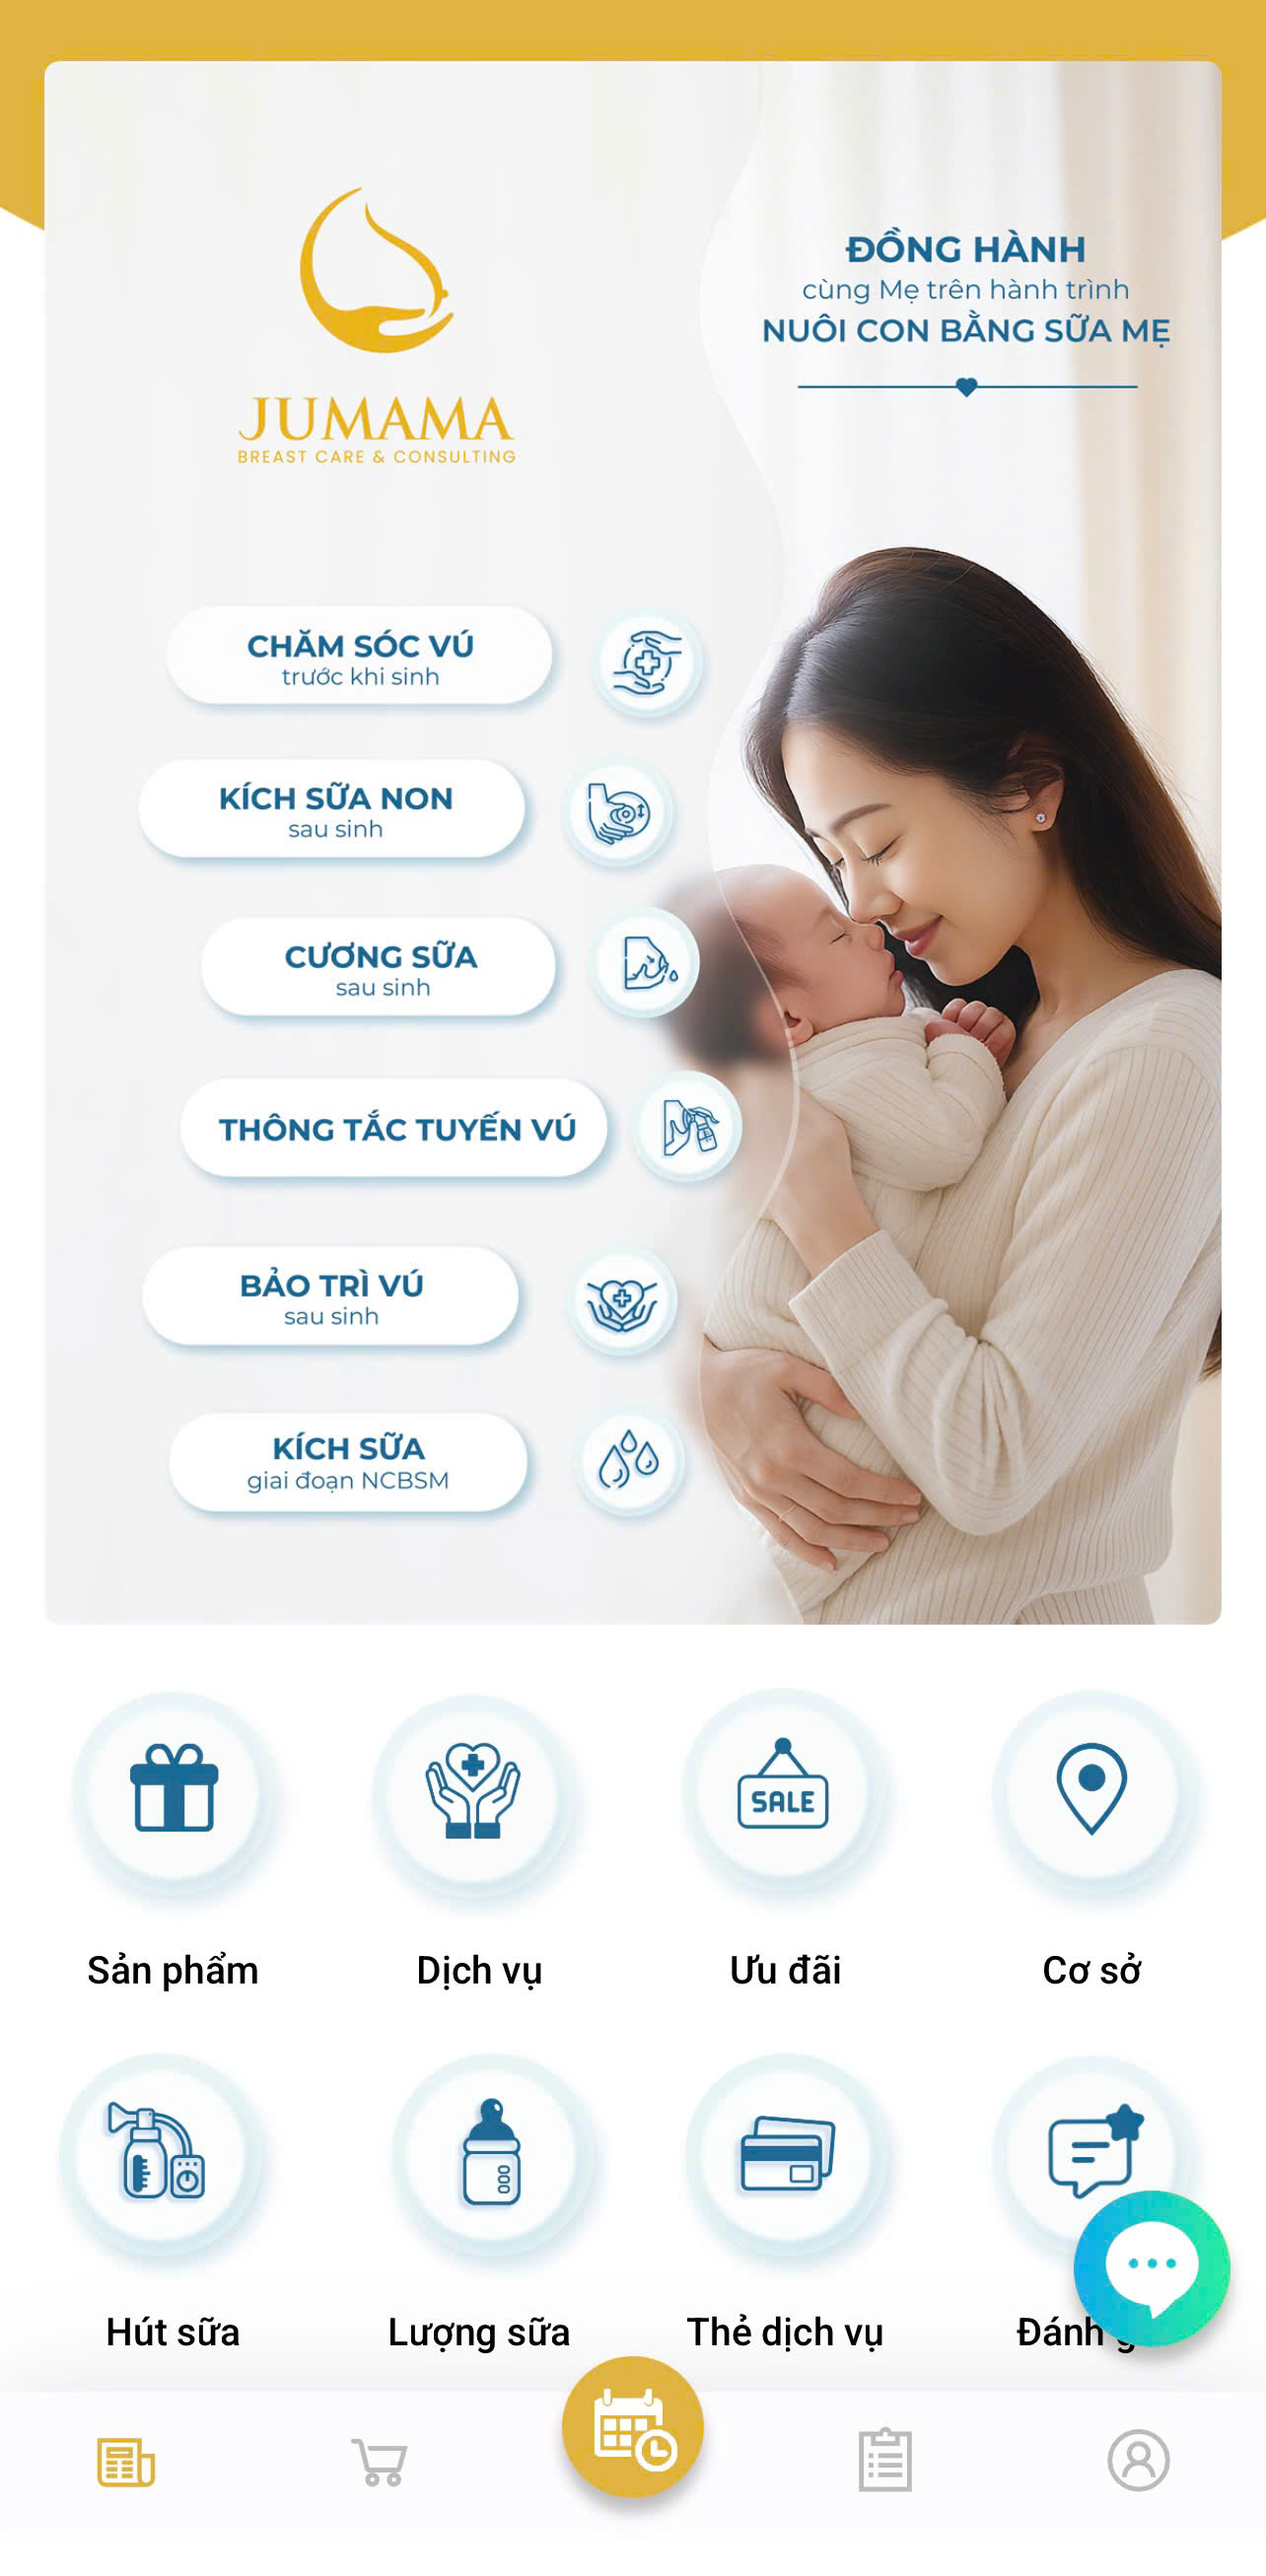 JUMAMA
BREAST CARE & CONSULTING
ĐỒNG HÀNH
cùng Mẹ trên hành trình
NUÔI CON BẰNG SỮA MẸ
CHĂM SÓC VÚ
trước khi sinh
KÍCH SỮA NON
sau sinh
CƯƠNG SỮA
sau sinh
THÔNG TẮC TUYẾN VÚ
BẢO TRÌ VÚ
sau sinh
KÍCH SỮA
giai đoạn NCBSM
SALE
Sản phẩm
Dịch vụ
Ưu đãi
Cơ sở
Hút sữa
Lượng sữa
Thẻ dịch vụ
Đánh